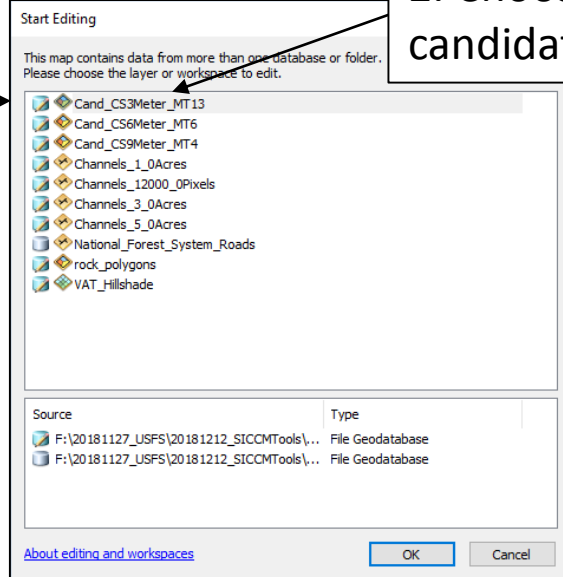 Start Editing
This map contains data from more than one database or folder.
Please choose the layer or workspace to edit.
Cand_CS3Meter_MT13
Cand_CS6Meter_MT6
Cand_CS9Meter_MT4
Channels_1_0Acres
Channels_12000_0Pixels
Channels_3_0Acres
Channels_5_0Acres
National_Forest_System_Roads
rock_polygons
VAT_Hillshade
Source Type
F:\20181127_USFS\20181212_SICCMTools\... File Geodatabase
F:\20181127_USFS\20181212_SICCMTools\... File Geodatabase
About editing and workspaces OK Cancel